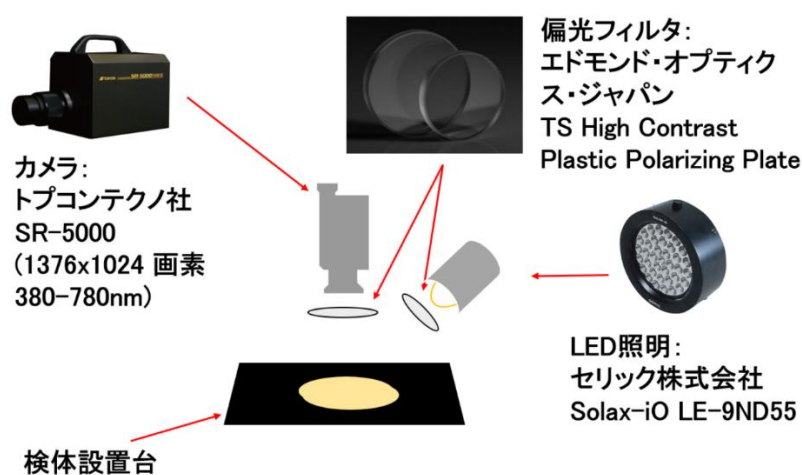 偏光フィルタ:
エドモンド・オプティク
ス・ジャパン
TS High Contrast
Plastic Polarizing Plate
カメラ:
トプコンテクノ社
SR-5000
(1376x1024 画素
380-780nm)
LED照明:
セリック株式会社
Solax-iO LE-9ND55
検体設置台